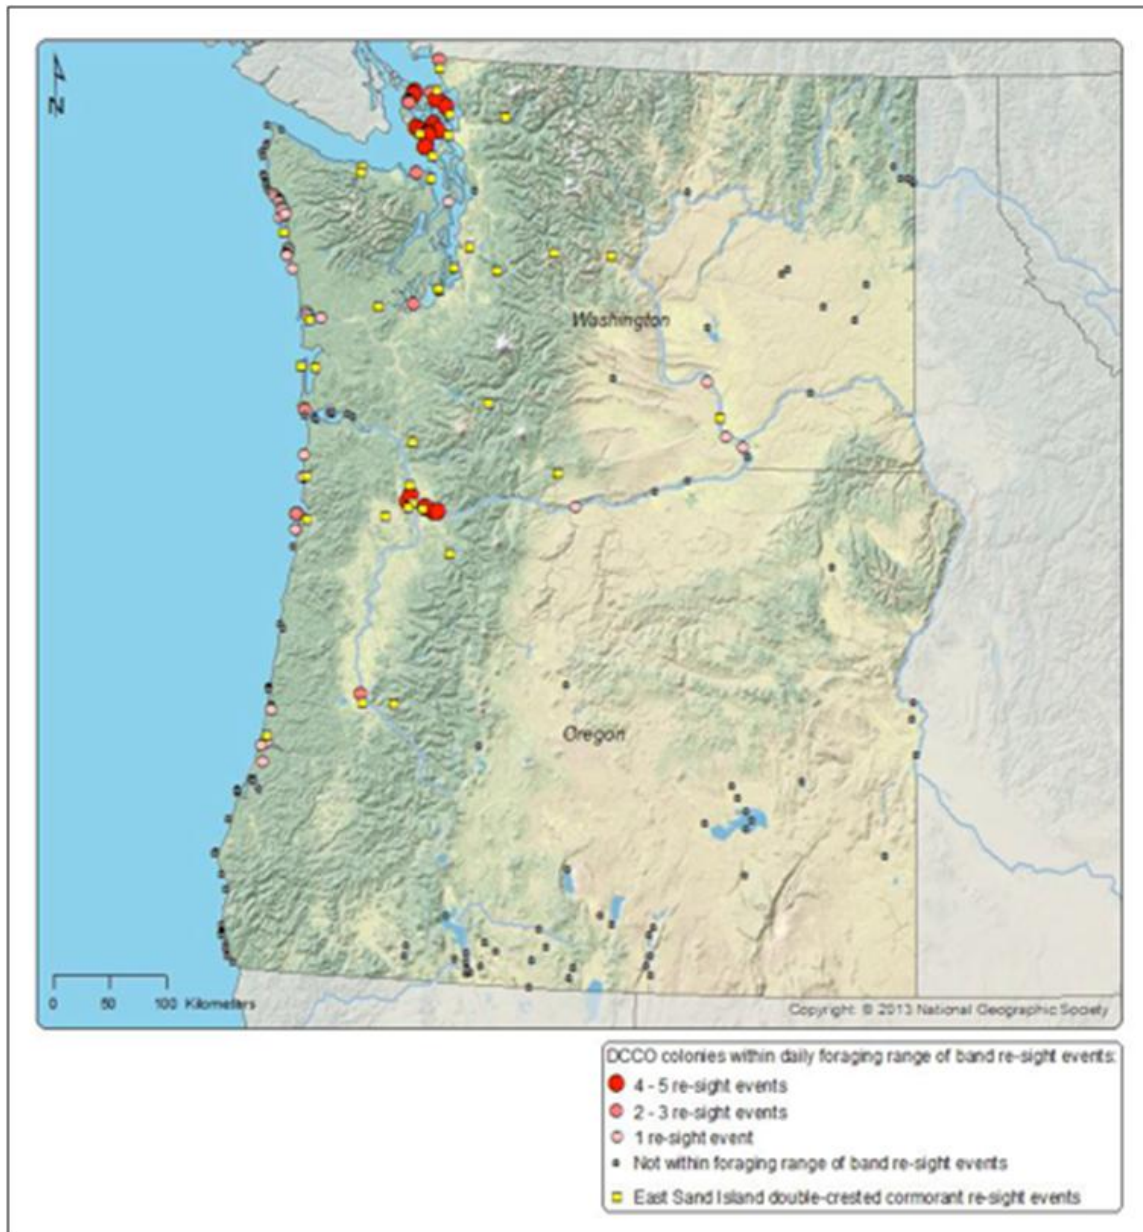 N
Washington
Oregon
0 50 100 Kilometers
Copyright: © 2013 National Geographic Society
DCCO colonies within daily foraging range of band re-sight events:
4 - 5 re-sight events
2 - 3 re-sight events
1 re-sight event
Not within foraging range of band re-sight events
East Sand Island double-crested cormorant re-sight events